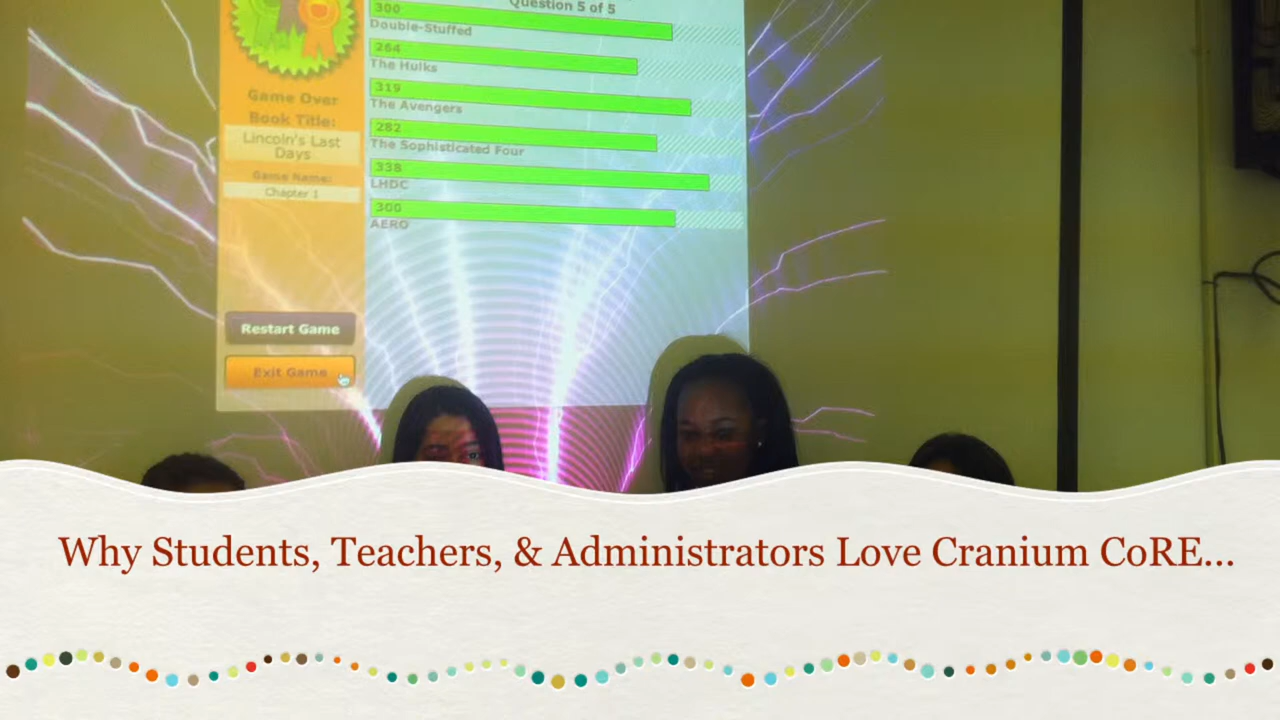 Question 5 of 5
300
Double-Stuffed
264
The Hulks
319
The Avengers
282
The Sophisticated Four
338
LHDC
300
AERO
Game Over
Book Title:
Lincoln's Last
Days
Game Name:
Chapter 1
Restart Game
Exit Game
Why Students, Teachers, & Administrators Love Cranium CoRE...